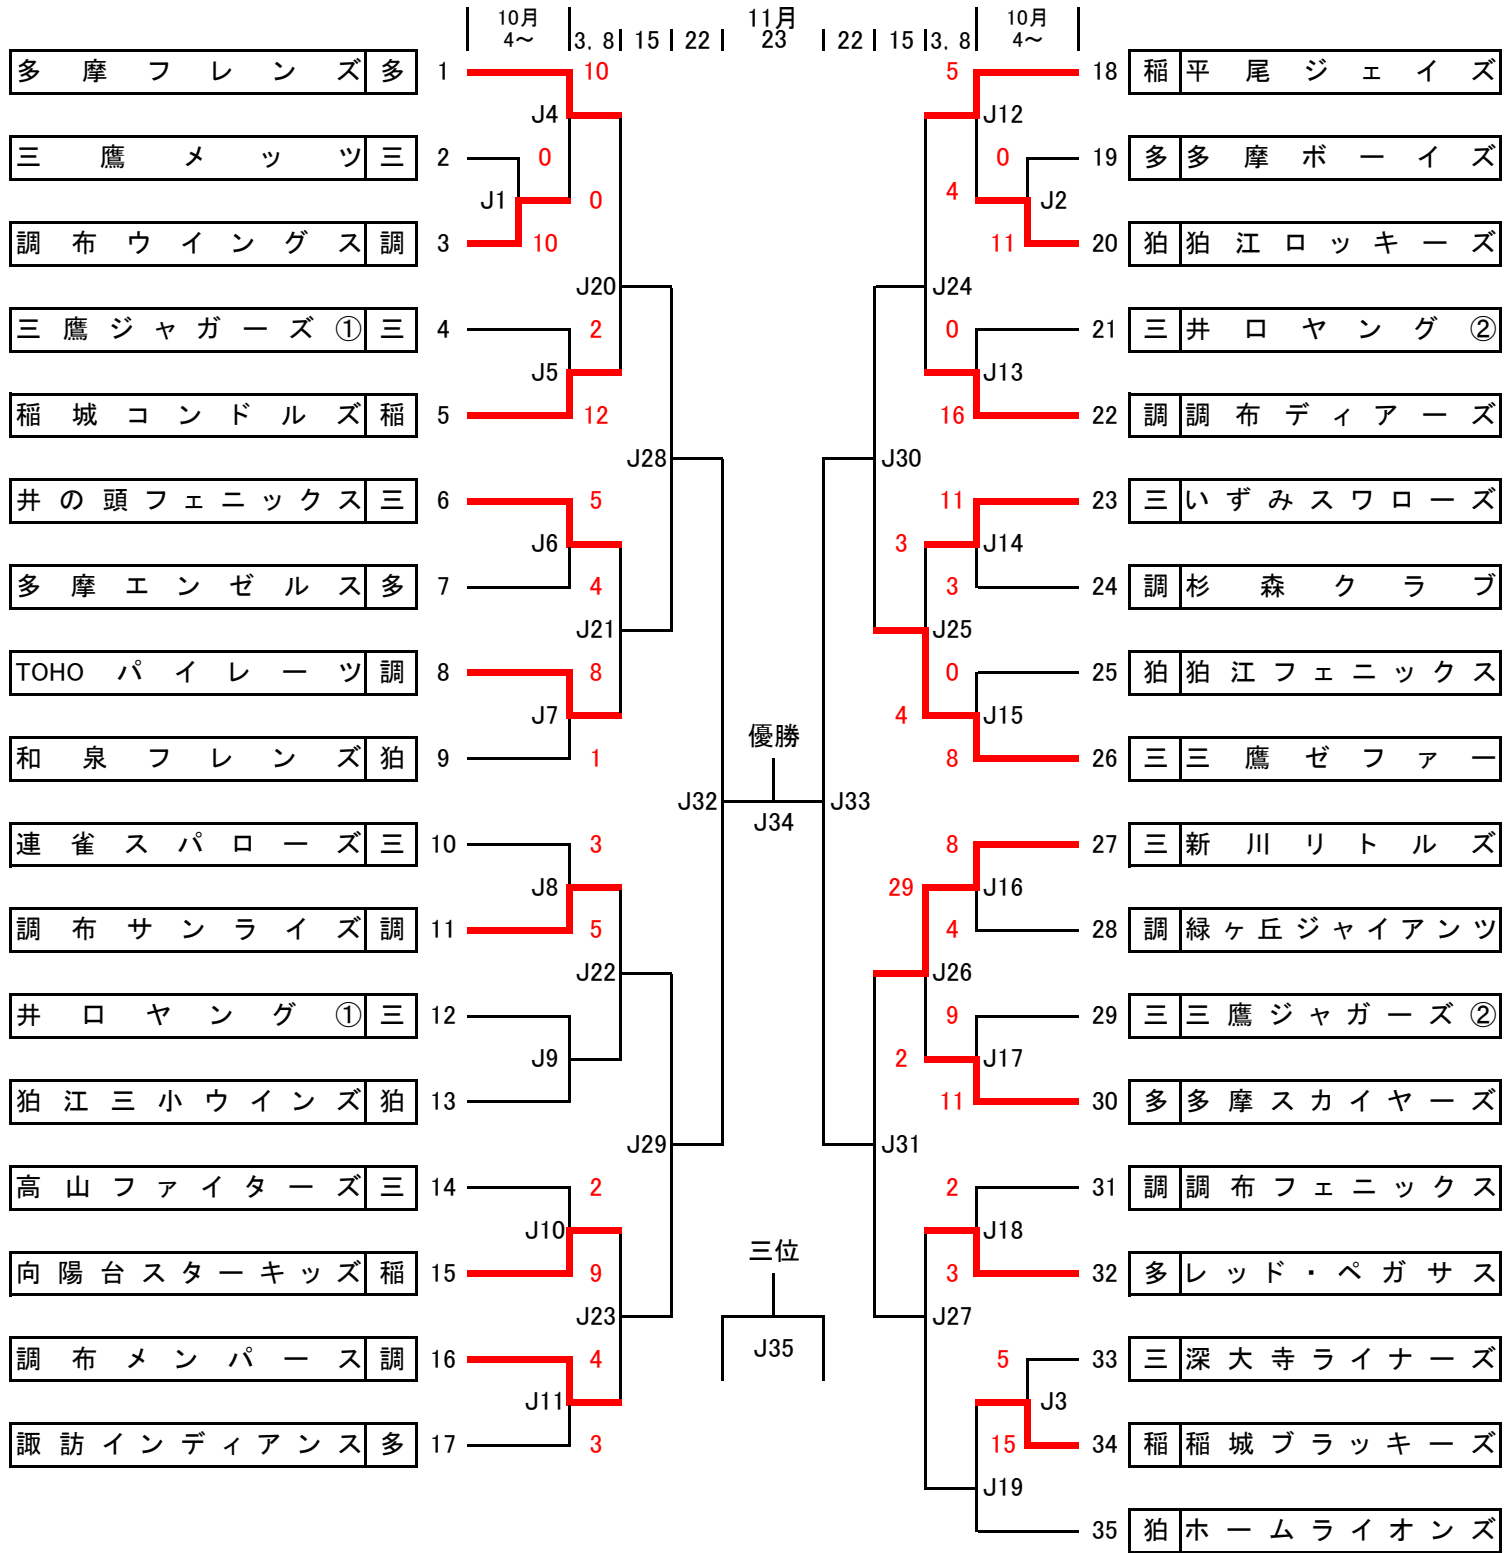 10月 11月 10月
4～ 3, 8 15 22 23 22 15 3, 8 4～
多摩フレンズ 多 1 10 5 18 稲 平尾ジェイズ
J4 J12
三鷹メッツ 三 2 0 0 19 多 多摩ボーイズ
J1 0 4 J2
調布ウイングス 調 3 10 11 20 狛 狛江ロッキーズ
J20 J24
三鷹ジャガーズ① 三 4 2 0 21 三 井口ヤング②
J5 J13
稲城コンドルズ 稲 5 12 16 22 調 調布ディアーズ
J28 J30
井の頭フェニックス 三 6 5 11 23 三 いずみスワローズ
J6 3 J14
多摩エンゼルス 多 7 4 3 24 調 杉森クラブ
J21 J25
TOHOパイレーツ 調 8 8 0 25 狛 狛江フェニックス
J7 4 J15
和泉フレンズ 狛 9 1 優勝 8 26 三 三鷹ゼファー
J32 J34 J33
連雀スパローズ 三 10 3 8 27 三 新川リトルズ
J8 29 J16
調布サンライズ 調 11 5 4 28 調 緑ヶ丘ジャイアンツ
J22 J26
井口ヤング① 三 12 9 29 三 三鷹ジャガーズ②
J9 2 J17
狛江三小ウインズ 狛 13 11 30 多 多摩スカイヤーズ
J29 J31
高山ファイターズ 三 14 2 2 31 調 調布フェニックス
J10 三位 J18
向陽台スターキッズ 稲 15 9 3 32 多 レッド・ペガサス
J23 J27
調布メンパース 調 16 4 J35 5 33 三 深大寺ライナーズ
J11 J3
諏訪インディアンス 多 17 3 15 34 稲 稲城ブラッキーズ
J19
35 狛 ホームライオンズ